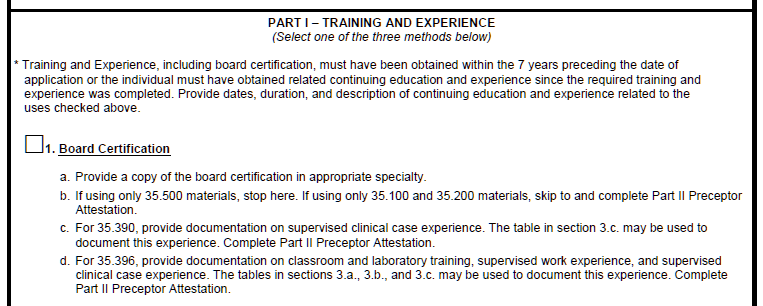 PART I – TRAINING AND EXPERIENCE
(Select one of the three methods below)
* Training and Experience, including board certification, must have been obtained within the 7 years preceding the date of
application or the individual must have obtained related continuing education and experience since the required training and
experience was completed. Provide dates, duration, and description of continuing education and experience related to the
uses checked above.
1. Board Certification
a. Provide a copy of the board certification in appropriate specialty.
b. If using only 35.500 materials, stop here. If using only 35.100 and 35.200 materials, skip to and complete Part II Preceptor
Attestation.
c. For 35.390, provide documentation on supervised clinical case experience. The table in section 3.c. may be used to
document this experience. Complete Part II Preceptor Attestation.
d. For 35.396, provide documentation on classroom and laboratory training, supervised work experience, and supervised
clinical case experience. The tables in sections 3.a., 3.b., and 3.c. may be used to document this experience. Complete
Part II Preceptor Attestation.